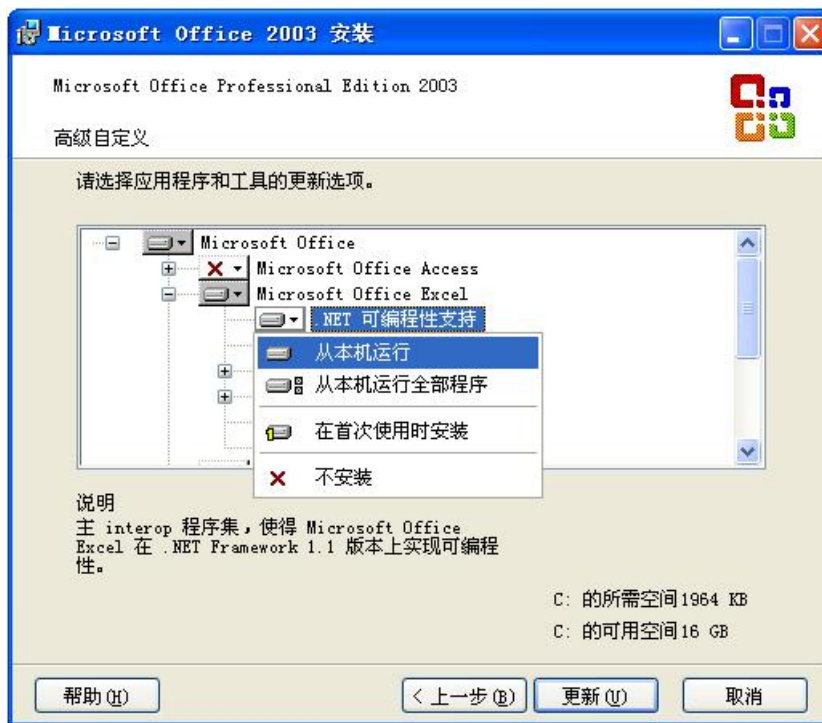 Microsoft Office 2003 安装
Microsoft Office Professional Edition 2003
高级自定义
请选择应用程序和工具的更新选项。
Microsoft Office
Microsoft Office Access
Microsoft Office Excel
.NET 可编程性支持
从本机运行
从本机运行全部程序
在首次使用时安装
不安装
说明
主 interop 程序集，使得 Microsoft Office
Excel 在 .NET Framework 1.1 版本上实现可编程
性。
C: 的所需空间1964 KB
C: 的可用空间16 GB
帮助(H)
< 上一步(B)
更新(U)
取消